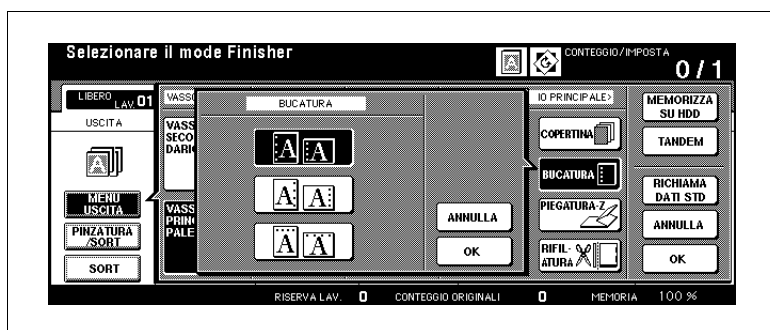 Selezionare il mode Finisher
CONTEGGIO/IMPOSTA
0 / 1
LIBERO LAV. 01
USCITA
MENU USCITA
PINZATURA /SORT
SORT
VASS
VASS
SECO
DARI
VASS
PRIN
PALE
BUCATURA
A A
A A
A A
ANNULLA
OK
IO PRINCIPALE>
COPERTINA
BUCATURA
PIEGATURA-Z
RIFIL-
ATURA
MEMORIZZA
SU HDD
TANDEM
RICHIAMA
DATI STD
ANNULLA
OK
RISERVA LAV. 0 CONTEGGIO ORIGINALI 0 MEMORIA 100 %